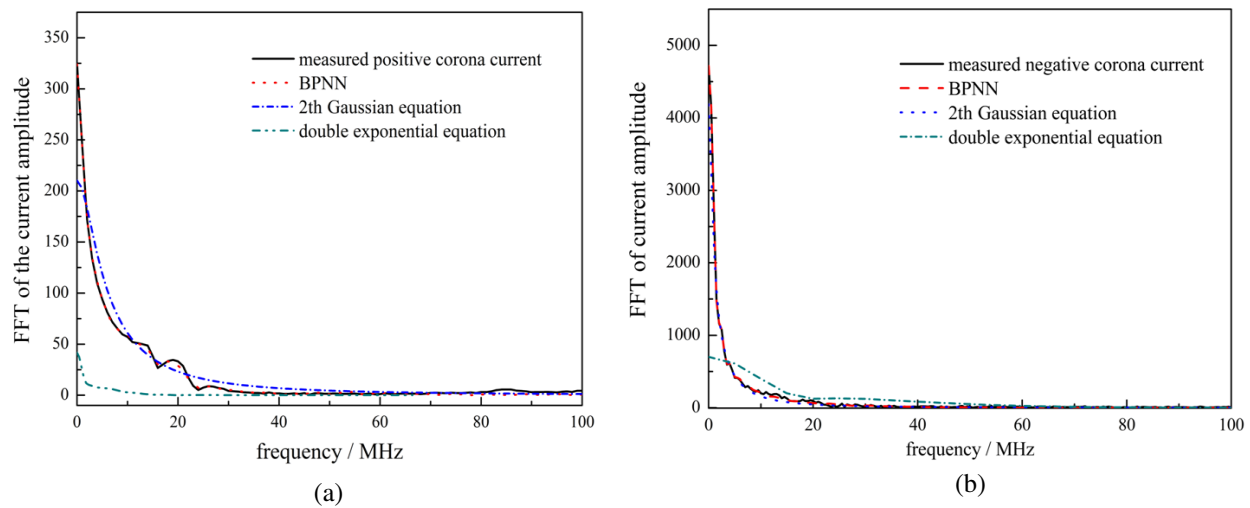 350
300
250
200
150
100
50
0
FFT of the current amplitude
measured positive corona current
BPNN
2th Gaussian equation
double exponential equation
0 20 40 60 80 100
frequency / MHz
(a)
5000
4000
3000
2000
1000
0
FFT of current amplitude
measured negative corona current
BPNN
2th Gaussian equation
double exponential equation
0 20 40 60 80 100
frequency / MHz
(b)